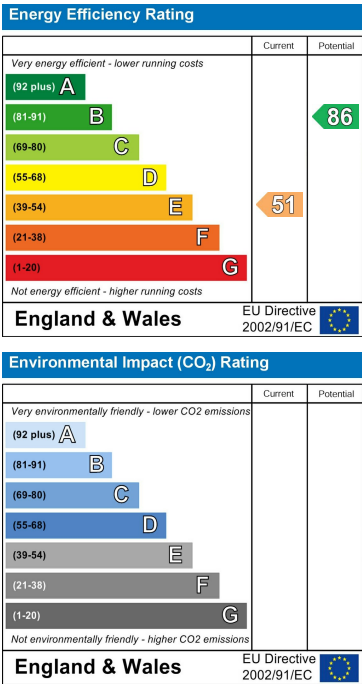 Energy Efficiency Rating
Current Potential
Very energy efficient - lower running costs
(92 plus) A
(81-91) B
86
(69-80) C
(55-68) D
(39-54) E
51
(21-38) F
(1-20) G
Not energy efficient - higher running costs
England & Wales
EU Directive
2002/91/EC
Environmental Impact (CO₂) Rating
Current Potential
Very environmentally friendly - lower CO2 emissions
(92 plus) A
(81-91) B
(69-80) C
(55-68) D
(39-54) E
(21-38) F
(1-20) G
Not environmentally friendly - higher CO2 emissions
England & Wales
EU Directive
2002/91/EC